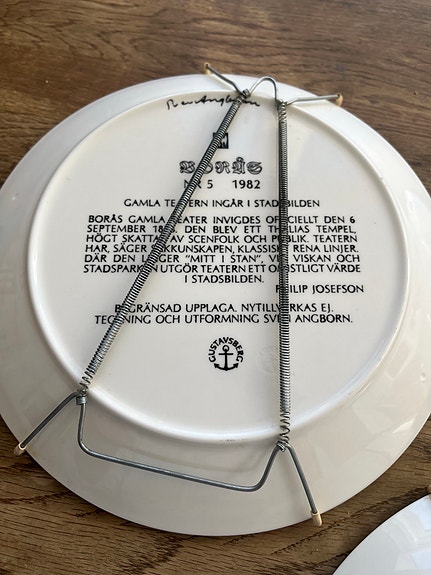 Sven Angborn
BORÅS
NR 5 1982
GAMLA TEATERN INGÅR I STADSBILDEN
BORÅS GAMLA TEATER INVIGDES OFFICIELLT DEN 6
SEPTEMBER DEN BLEV ETT THALIAS TEMPEL,
HÖGT SKATTAT AV SCENFOLK OCH PUBLIK. TEATERN
HAR, SÄGER SAKKUNSKAPEN, KLASSISKT RENA LINJER.
DÄR DEN LIGGER "MITT I STAN", VID VISKAN OCH
STADSPARKEN UTGÖR TEATERN ETT OMISTLIGT VÄRDE
I STADSBILDEN.
PHILIP JOSEFSON
BEGRÄNSAD UPPLAGA. NYTILLVERKAS EJ.
TECKNING OCH UTFORMNING SVEN ANGBORN.
GUSTAVSBERG